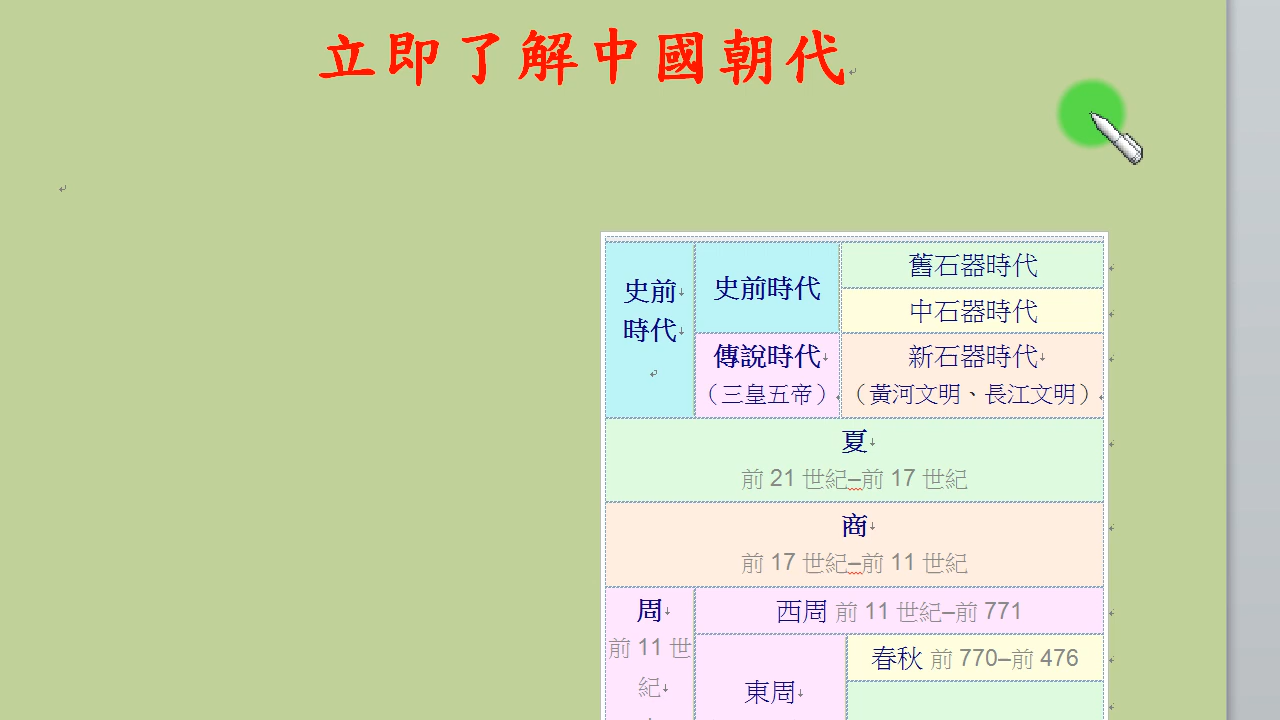 立即了解中國朝代
史前
時代
史前時代
舊石器時代
中石器時代
傳說時代
（三皇五帝）
新石器時代
（黃河文明、長江文明）
夏
前 21 世紀–前 17 世紀
商
前 17 世紀–前 11 世紀
周
前 11 世
紀
西周 前 11 世紀–前 771
東周
春秋 前 770–前 476